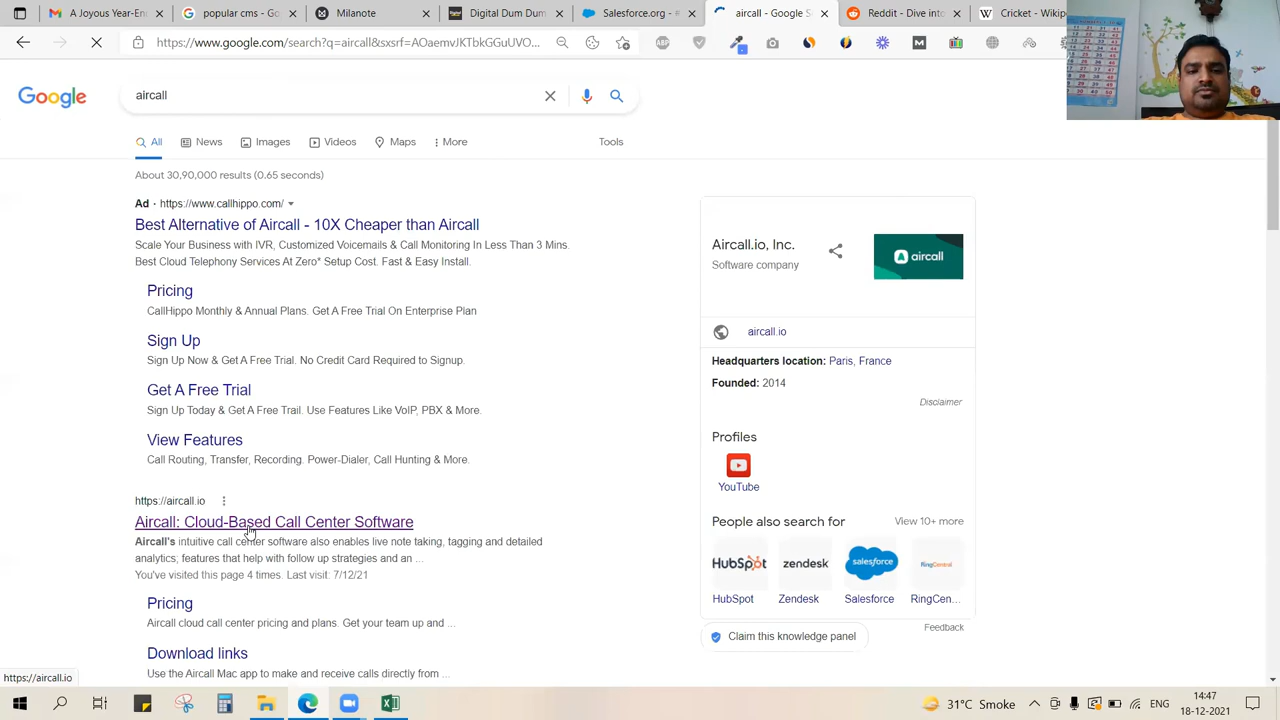 A Joyous Year-En
popular google d
Menti
Digital Darn Dum
Salesforce.org - #
aircall - Google S
Reddit - Dive into
Cricket - Wikip
https://www.google.com/search?q=aircall
aircall
Google
All
News
Images
Videos
Maps
More
Tools
About 30,90,000 results (0.65 seconds)
Ad · https://www.callhippo.com/
Best Alternative of Aircall - 10X Cheaper than Aircall
Scale Your Business with IVR, Customized Voicemails & Call Monitoring In Less Than 3 Mins.
Best Cloud Telephony Services At Zero* Setup Cost. Fast & Easy Install.
Pricing
CallHippo Monthly & Annual Plans. Get A Free Trial On Enterprise Plan
Sign Up
Sign Up Now & Get A Free Trial. No Credit Card Required to Signup.
Get A Free Trial
Sign Up Today & Get A Free Trail. Use Features Like VoIP, PBX & More.
View Features
Call Routing, Transfer, Recording. Power-Dialer, Call Hunting & More.
https://aircall.io
Aircall: Cloud-Based Call Center Software
Aircall's intuitive call center software also enables live note taking, tagging and detailed
analytics; features that help with follow up strategies and an ...
You've visited this page 4 times. Last visit: 7/12/21
Pricing
Aircall cloud call center pricing and plans. Get your team up and ...
Download links
Use the Aircall Mac app to make and receive calls directly from ...
Aircall.io, Inc.
Software company
aircall
aircall.io
Headquarters location: Paris, France
Founded: 2014
Disclaimer
Profiles
YouTube
People also search for
View 10+ more
HubSpot
zendesk
salesforce
RingCentral
HubSpot
Zendesk
Salesforce
RingCen...
Claim this knowledge panel
Feedback
https://aircall.io
31°C Smoke
ENG
14:47
18-12-2021